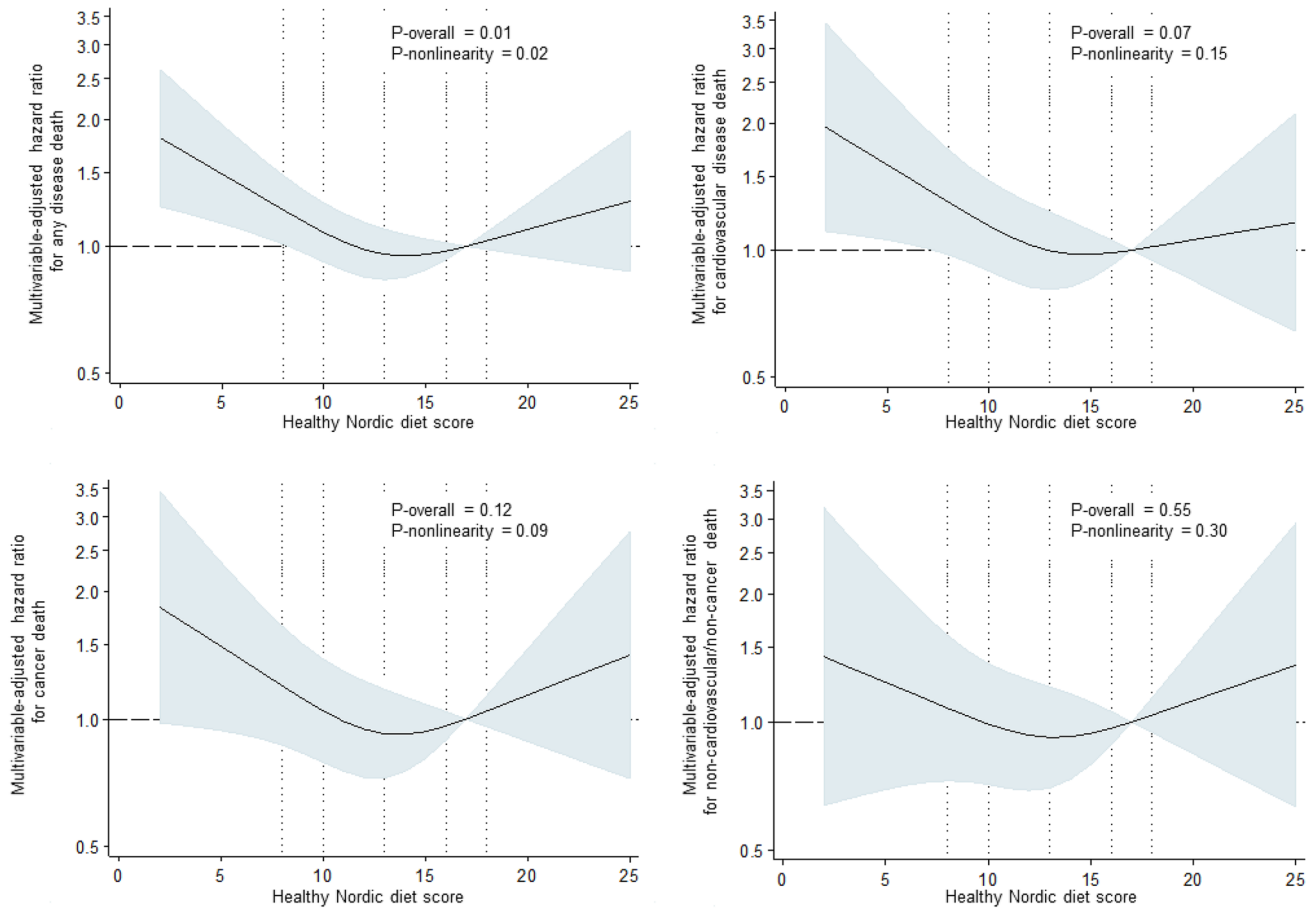 P-overall = 0.01
P-nonlinearity = 0.02
Multivariable-adjusted hazard ratio
for any disease death
3.5
3.0
2.5
2.0
1.5
1.0
0.5
0 5 10 15 20 25
Healthy Nordic diet score
P-overall = 0.07
P-nonlinearity = 0.15
Multivariable-adjusted hazard ratio
for cardiovascular disease death
3.5
3.0
2.5
2.0
1.5
1.0
0.5
0 5 10 15 20 25
Healthy Nordic diet score
P-overall = 0.12
P-nonlinearity = 0.09
Multivariable-adjusted hazard ratio
for cancer death
3.5
3.0
2.5
2.0
1.5
1.0
0.5
0 5 10 15 20 25
Healthy Nordic diet score
P-overall = 0.55
P-nonlinearity = 0.30
Multivariable-adjusted hazard ratio
for non-cardiovascular/non-cancer death
3.5
3.0
2.5
2.0
1.5
1.0
0.5
0 5 10 15 20 25
Healthy Nordic diet score